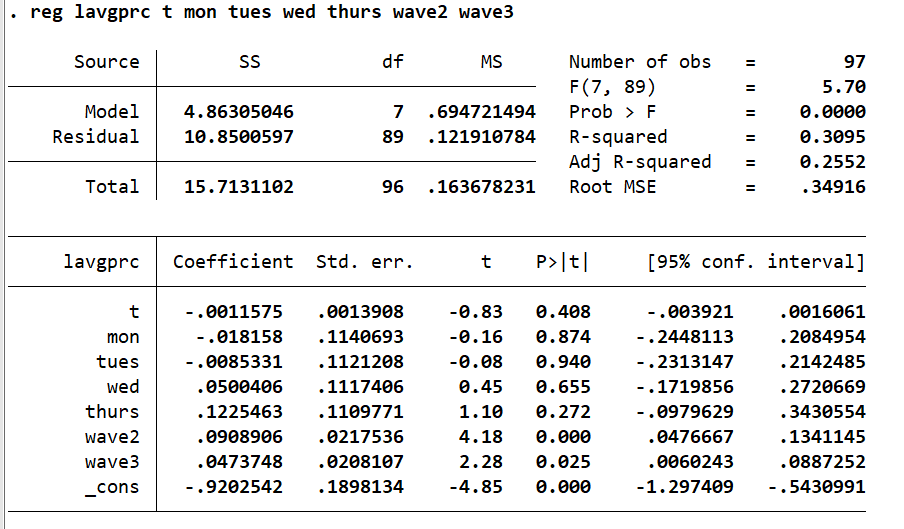 . reg lavgprc t mon tues wed thurs wave2 wave3
Source SS df MS Number of obs = 97
F(7, 89) = 5.70
Model 4.86305046 7 .694721494 Prob > F = 0.0000
Residual 10.8500597 89 .121910784 R-squared = 0.3095
Adj R-squared = 0.2552
Total 15.7131102 96 .163678231 Root MSE = .34916
lavgprc Coefficient Std. err. t P>|t| [95% conf. interval]
t -.0011575 .0013908 -0.83 0.408 -.003921 .0016061
mon -.018158 .1140693 -0.16 0.874 -.2448113 .2084954
tues -.0085331 .1121208 -0.08 0.940 -.2313147 .2142485
wed .0500406 .1117406 0.45 0.655 -.1719856 .2720669
thurs .1225463 .1109771 1.10 0.272 -.0979629 .3430554
wave2 .0908906 .0217536 4.18 0.000 .0476667 .1341145
wave3 .0473748 .0208107 2.28 0.025 .0060243 .0887252
_cons -.9202542 .1898134 -4.85 0.000 -1.297409 -.5430991